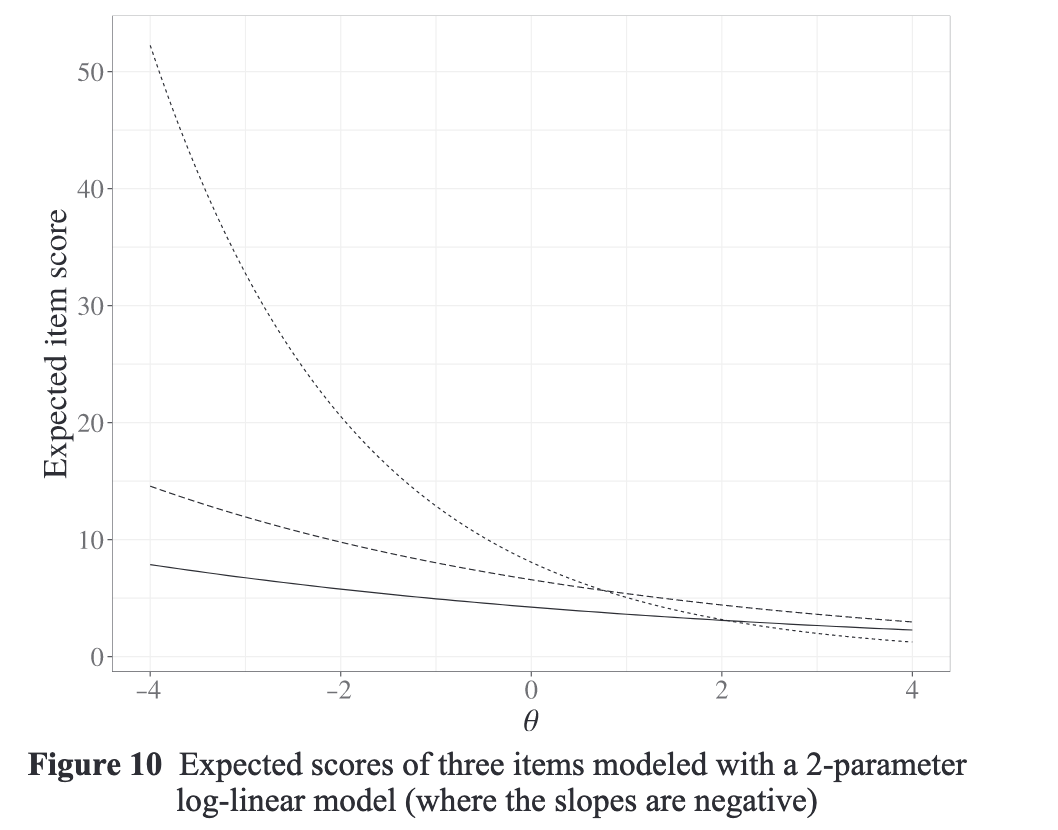 50
40
30
20
10
0
Expected item score
−4
−2
0
2
4
θ
Figure 10 Expected scores of three items modeled with a 2-parameter
log-linear model (where the slopes are negative)